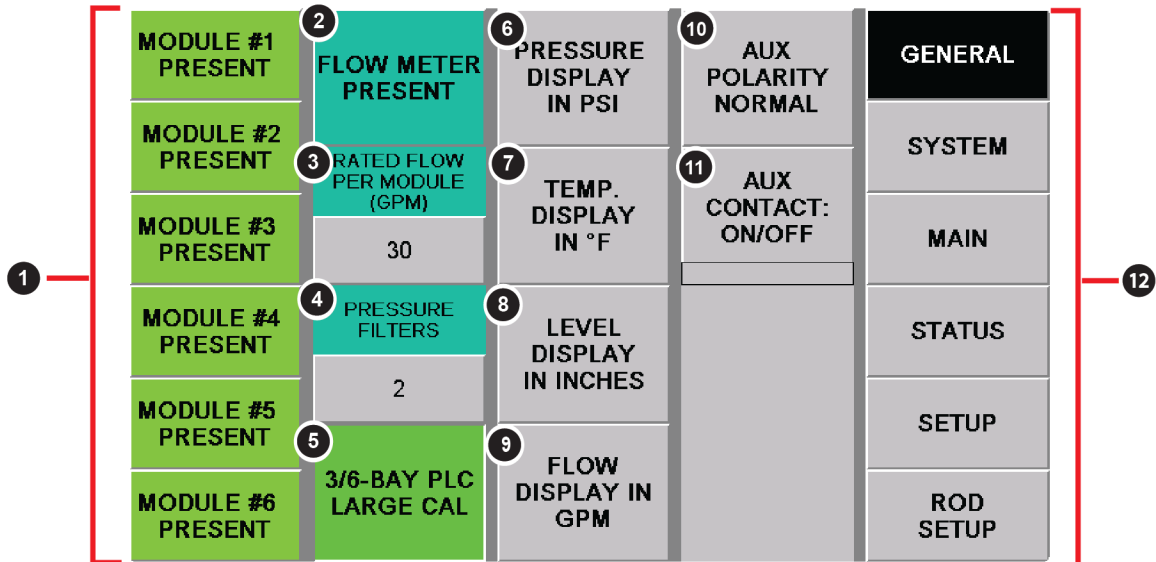 1
MODULE #1
PRESENT
MODULE #2
PRESENT
MODULE #3
PRESENT
MODULE #4
PRESENT
MODULE #5
PRESENT
MODULE #6
PRESENT
2
FLOW METER
PRESENT
3
RATED FLOW
PER MODULE
(GPM)
30
4
PRESSURE
FILTERS
2
5
3/6-BAY PLC
LARGE CAL
6
PRESSURE
DISPLAY
IN PSI
7
TEMP.
DISPLAY
IN °F
8
LEVEL
DISPLAY
IN INCHES
9
FLOW
DISPLAY IN
GPM
10
AUX
POLARITY
NORMAL
11
AUX
CONTACT:
ON/OFF
GENERAL
SYSTEM
MAIN
STATUS
SETUP
ROD
SETUP
12